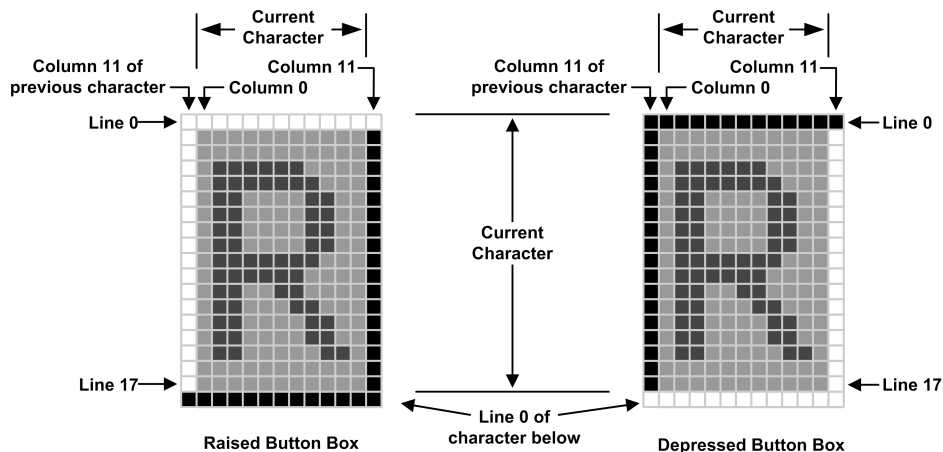 Current
Character
Column 11 of
previous character
Column 11
Column 0
Line 0
Line 17
Raised Button Box
Current
Character
Line 0 of
character below
Current
Character
Column 11 of
previous character
Column 11
Column 0
Line 0
Line 17
Depressed Button Box